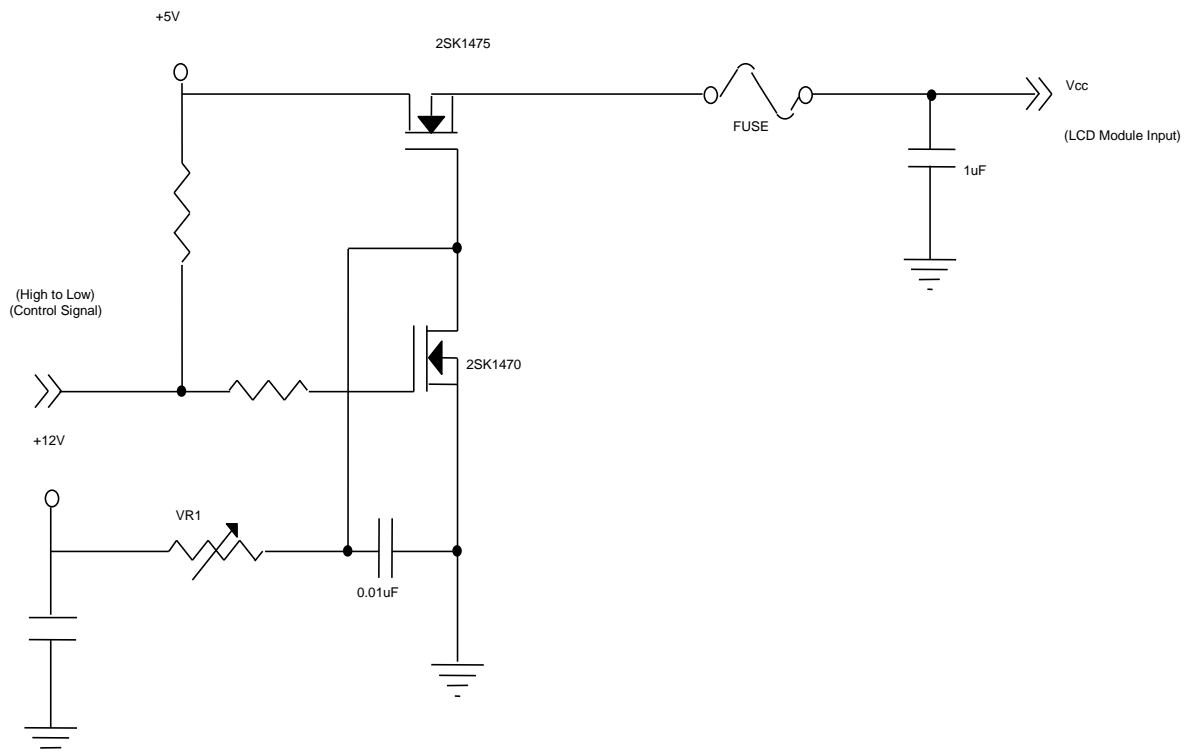 +5V
2SK1475
Vcc
FUSE
(LCD Module Input)
1uF
(High to Low)
(Control Signal)
2SK1470
+12V
VR1
0.01uF